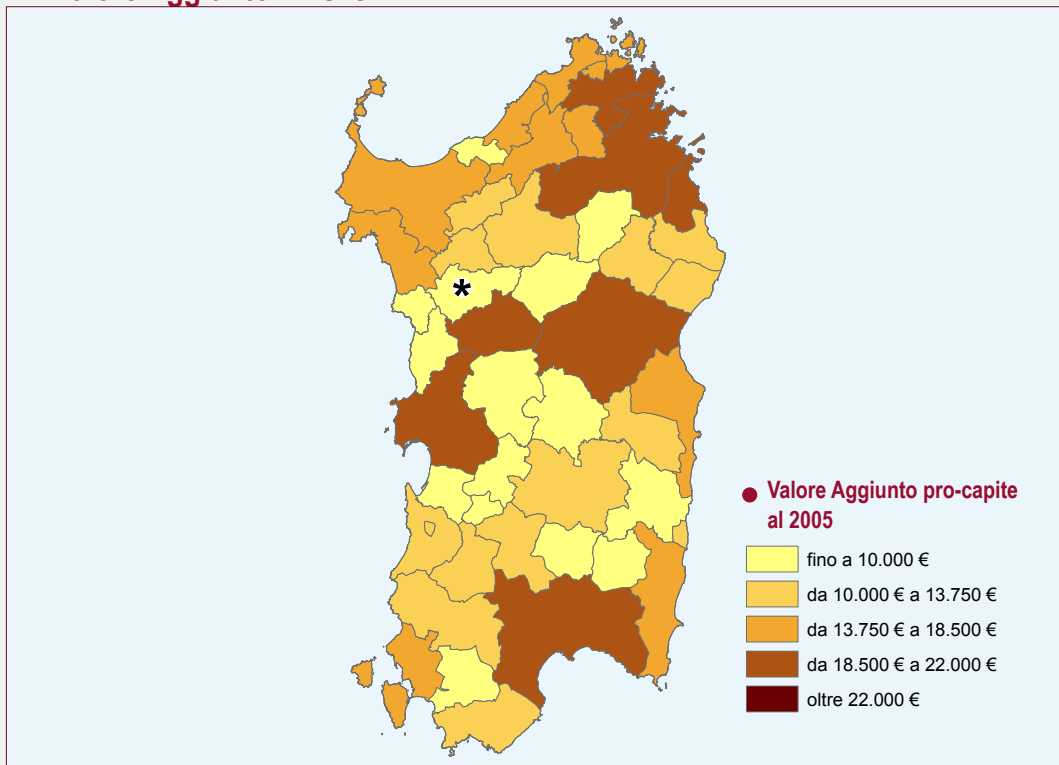 Valore Aggiunto pro-capite
al 2005
fino a 10.000 €
da 10.000 € a 13.750 €
da 13.750 € a 18.500 €
da 18.500 € a 22.000 €
oltre 22.000 €
*